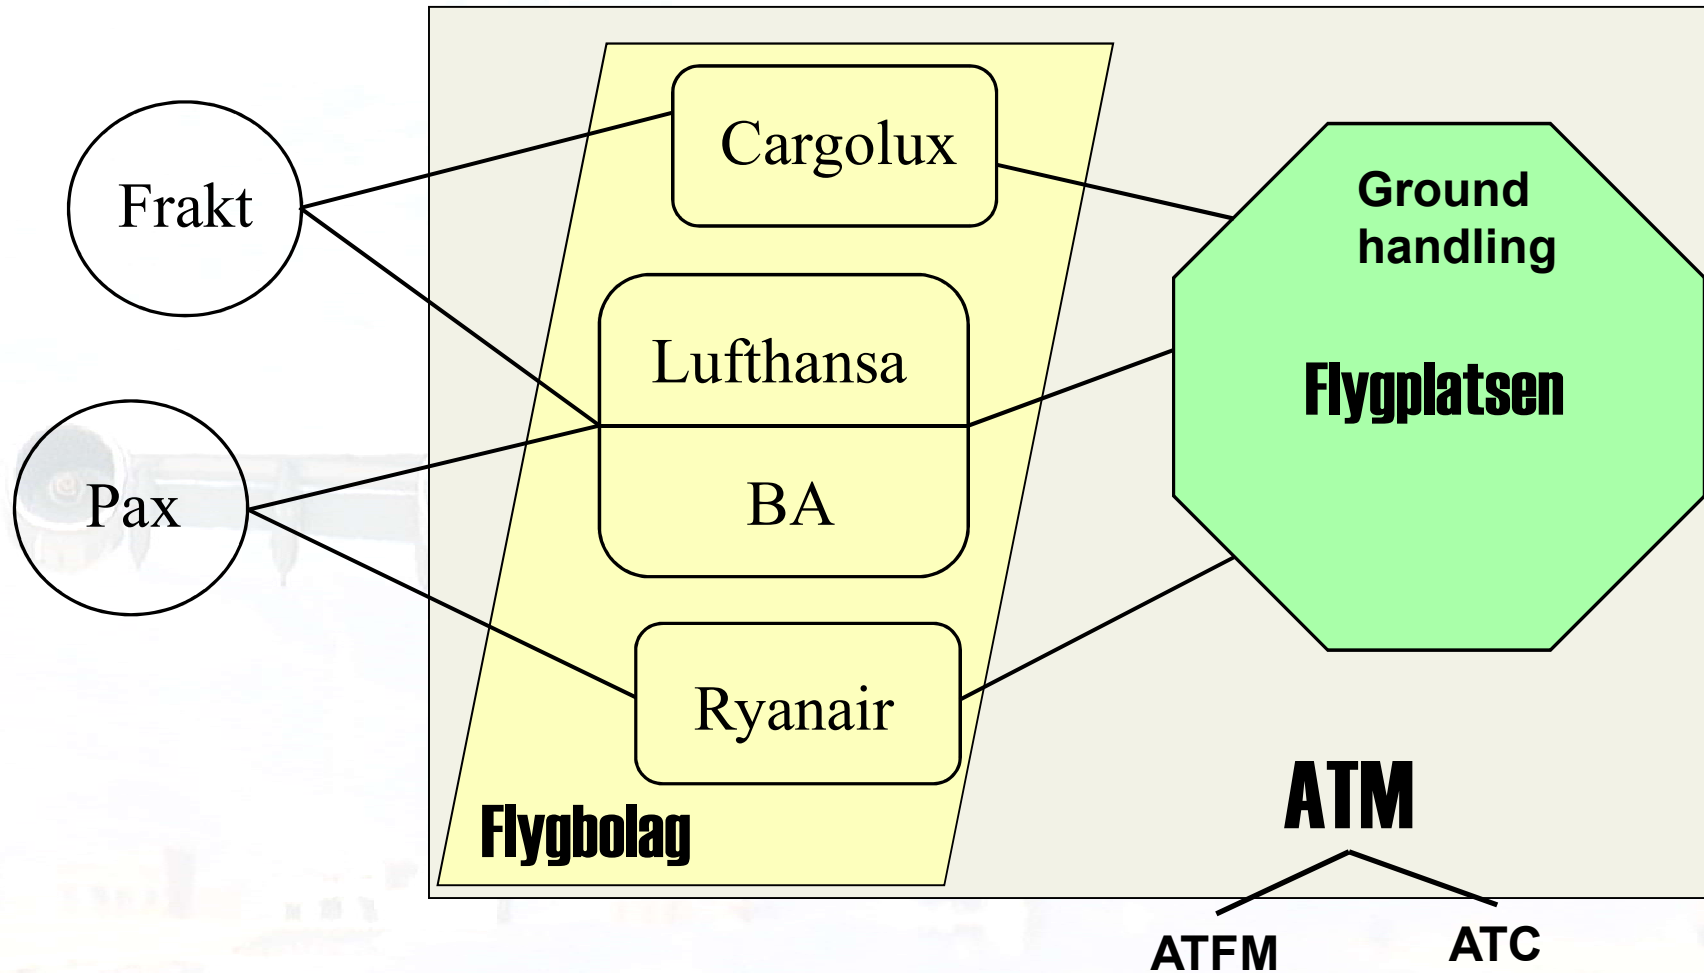 Cargolux
Frakt
Ground
handling
Lufthansa
Flygplatsen
Pax
BA
Ryanair
ATM
Flygbolag
ATFM
ATC